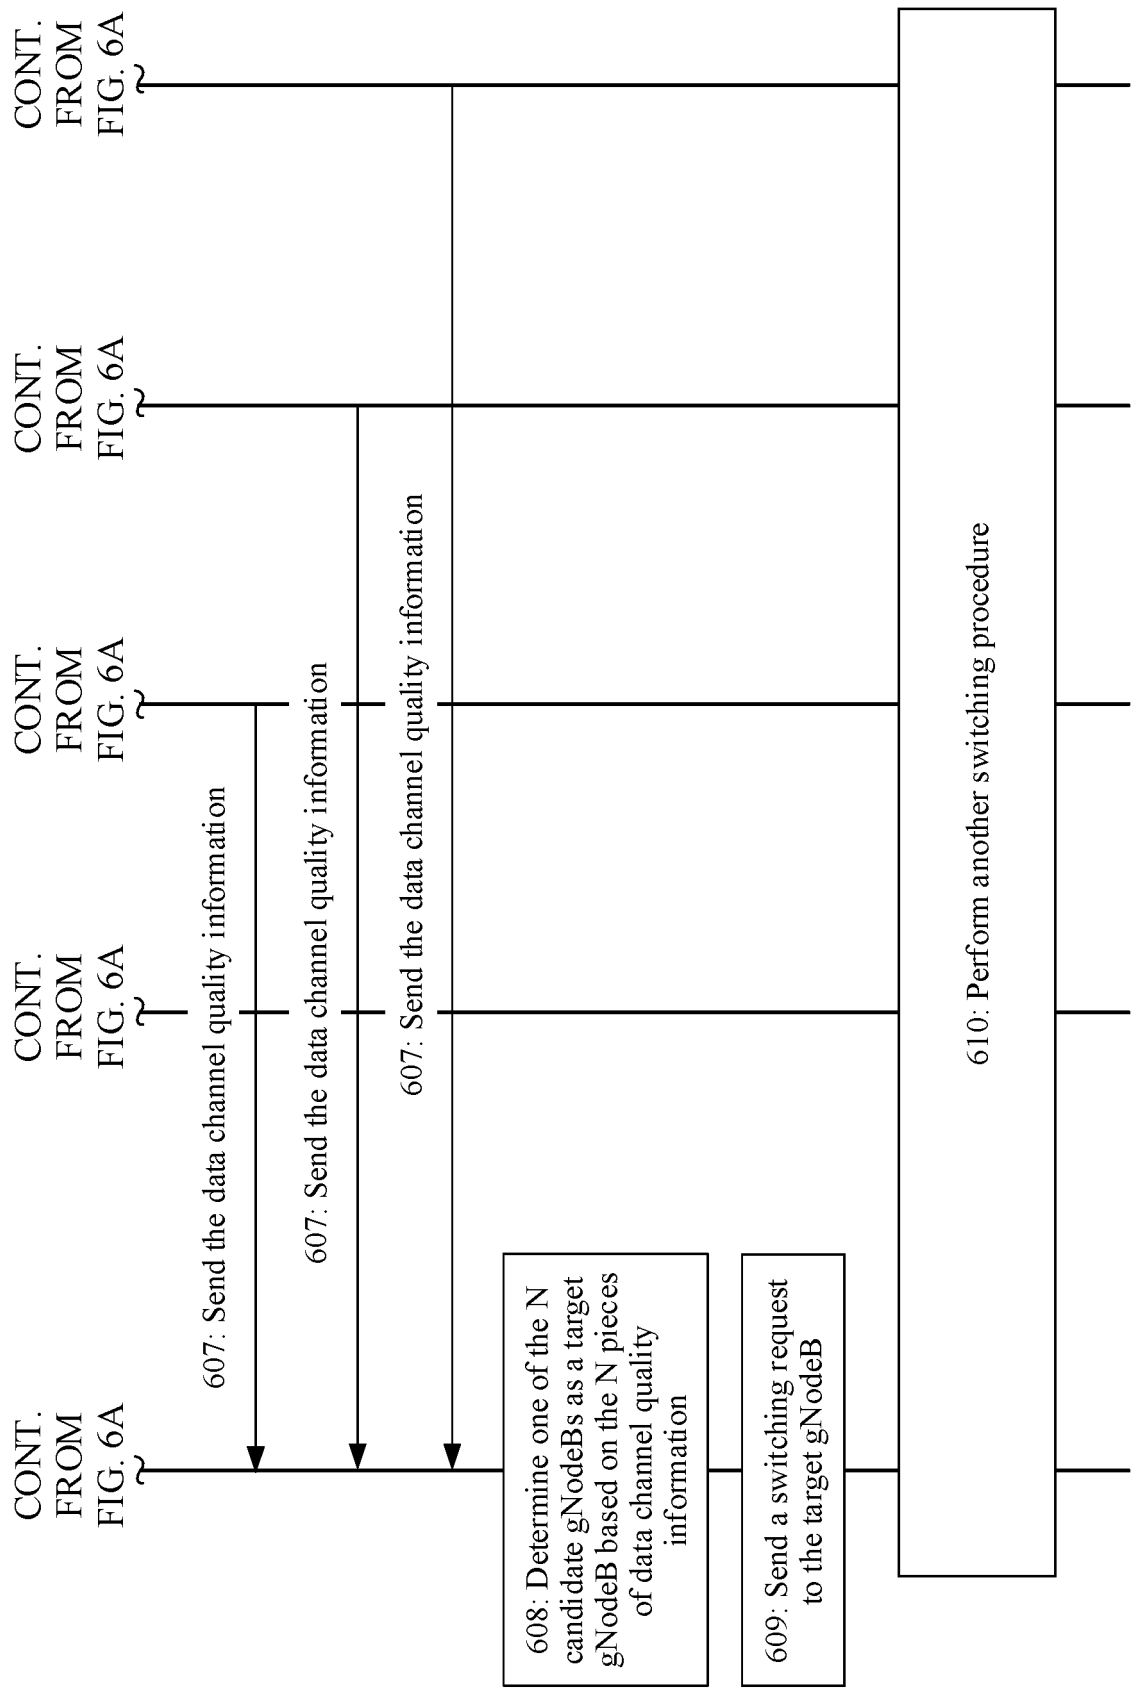 CONT.
FROM
FIG. 6A
CONT.
FROM
FIG. 6A
CONT.
FROM
FIG. 6A
CONT.
FROM
FIG. 6A
CONT.
FROM
FIG. 6A
607: Send the data channel quality information
607: Send the data channel quality information
607: Send the data channel quality information
608: Determine one of the N
candidate gNodeBs as a target
gNodeB based on the N pieces
of data channel quality
information
609: Send a switching request
to the target gNodeB
610: Perform another switching procedure